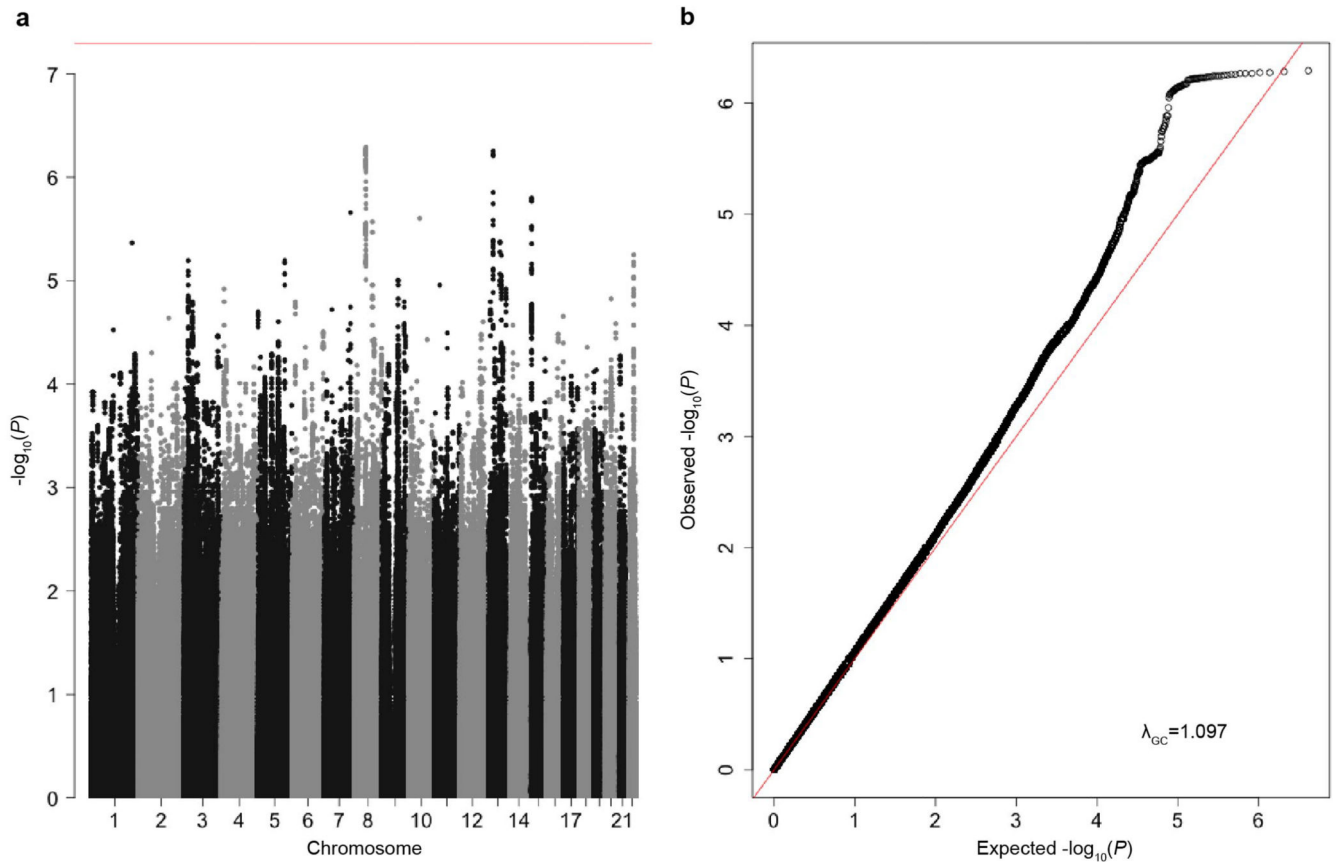 a
7
6
5
4
3
2
1
0
-log10(P)
1 2 3 4 5 6 7 8 10 12 14 17 21
Chromosome
b
6
5
4
3
2
1
0
Observed -log10(P)
λGC=1.097
0 1 2 3 4 5 6
Expected -log10(P)